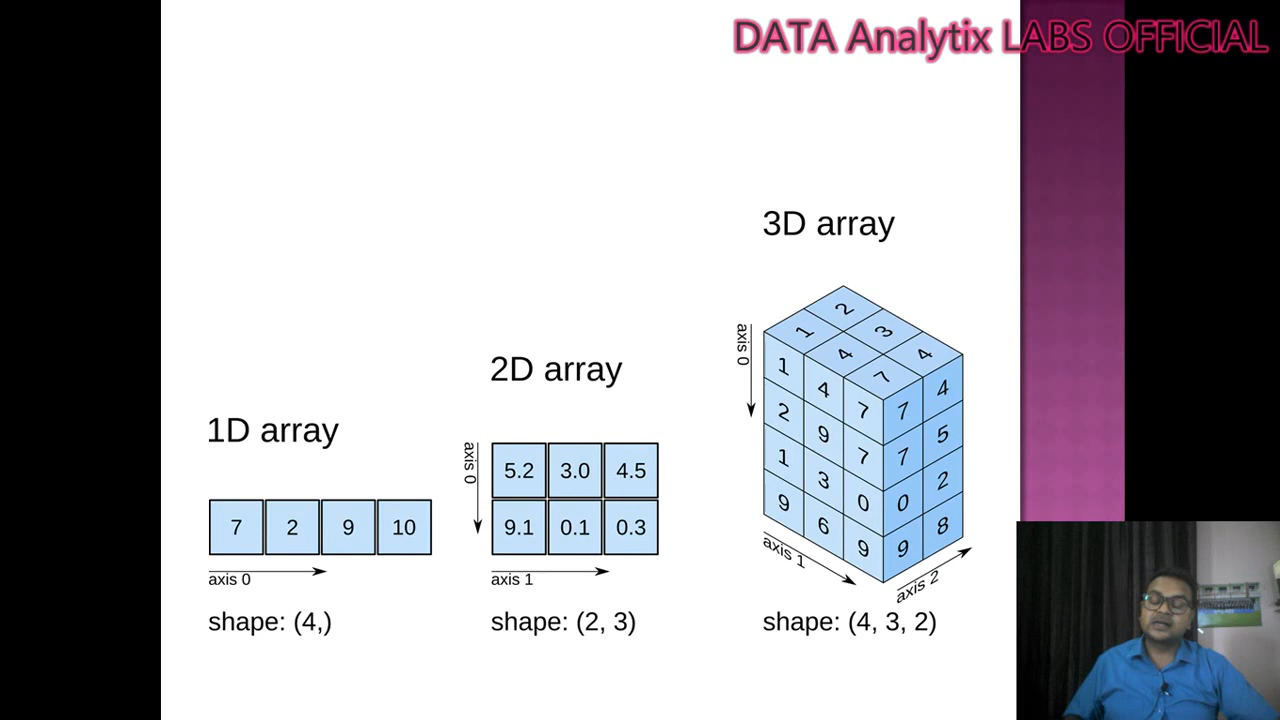 DATA Analytix LABS OFFICIAL
3D array
2D array
1D array
7 2 9 10
axis 0
shape: (4,)
axis 0
5.2 3.0 4.5
9.1 0.1 0.3
axis 1
shape: (2, 3)
axis 0
2
1 3
4 4
7
1 4 7 7 4
2 9 7 7 5
1 3 0 0 2
9 6 9 9 8
axis 1
axis 2
shape: (4, 3, 2)